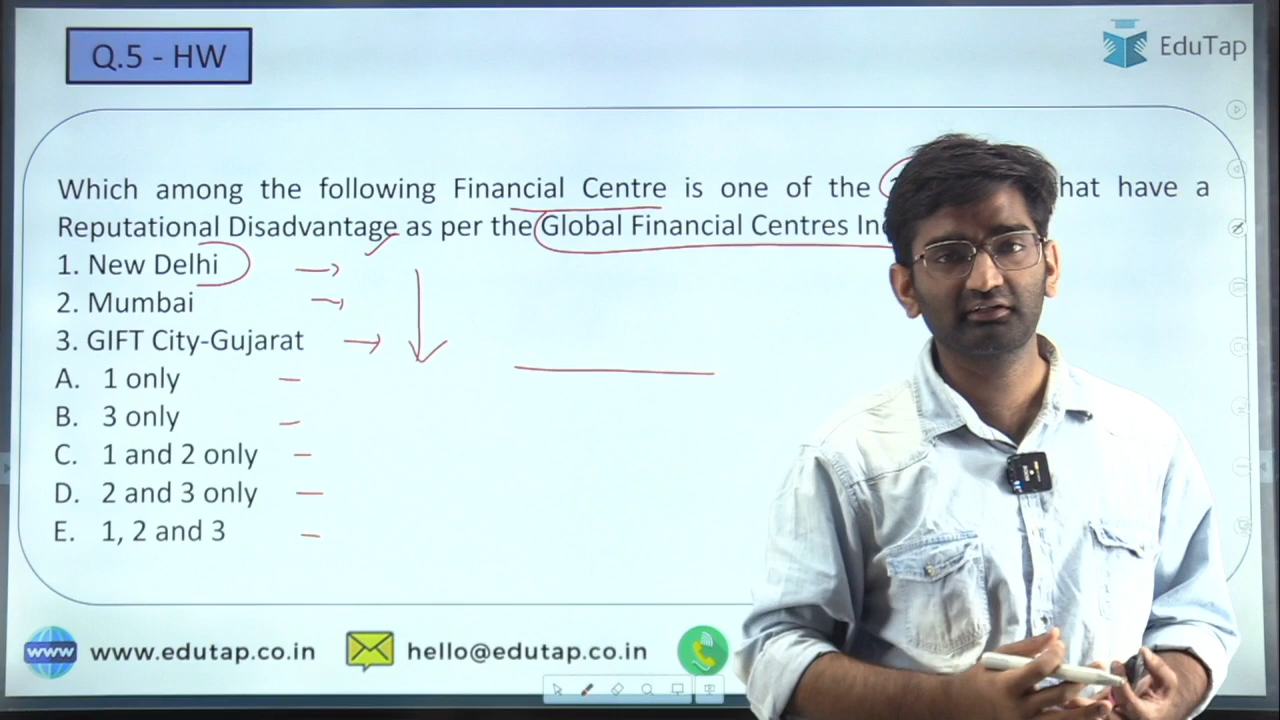 Q.5 - HW
EduTap
Which among the following Financial Centre is one of the that have a
Reputational Disadvantage as per the Global Financial Centres
1. New Delhi
2. Mumbai
3. GIFT City-Gujarat
A. 1 only
B. 3 only
C. 1 and 2 only
D. 2 and 3 only
E. 1, 2 and 3
www www.edutap.co.in hello@edutap.co.in